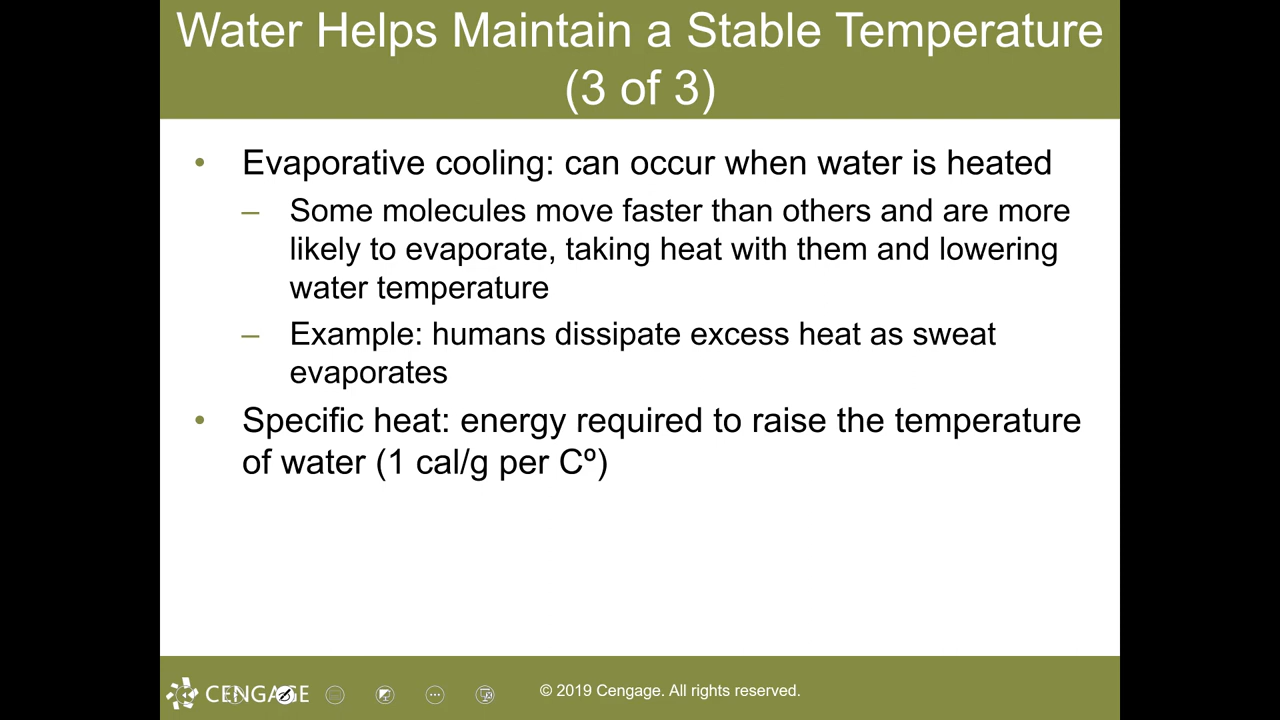 Water Helps Maintain a Stable Temperature
(3 of 3)
• Evaporative cooling: can occur when water is heated
– Some molecules move faster than others and are more
likely to evaporate, taking heat with them and lowering
water temperature
– Example: humans dissipate excess heat as sweat
evaporates
• Specific heat: energy required to raise the temperature
of water (1 cal/g per Cº)
CENGAGE
© 2019 Cengage. All rights reserved.